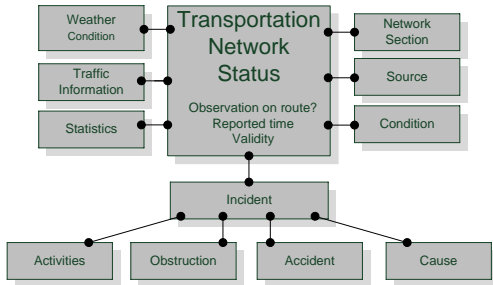 Weather
Condition
Traffic
Information
Statistics
Transportation
Network
Status
Observation on route?
Reported time
Validity
Network
Section
Source
Condition
Incident
Activities
Obstruction
Accident
Cause